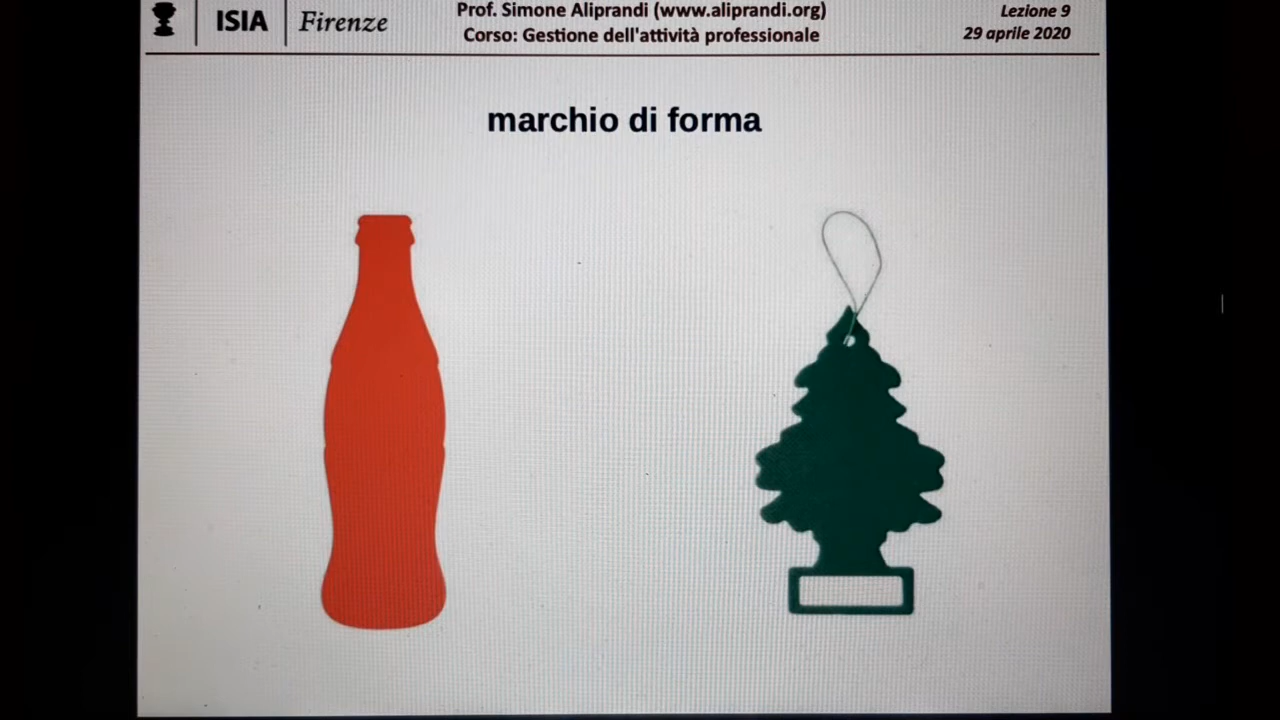 ISIA Firenze
Prof. Simone Aliprandi (www.aliprandi.org)
Corso: Gestione dell'attività professionale
Lezione 9
29 aprile 2020
marchio di forma